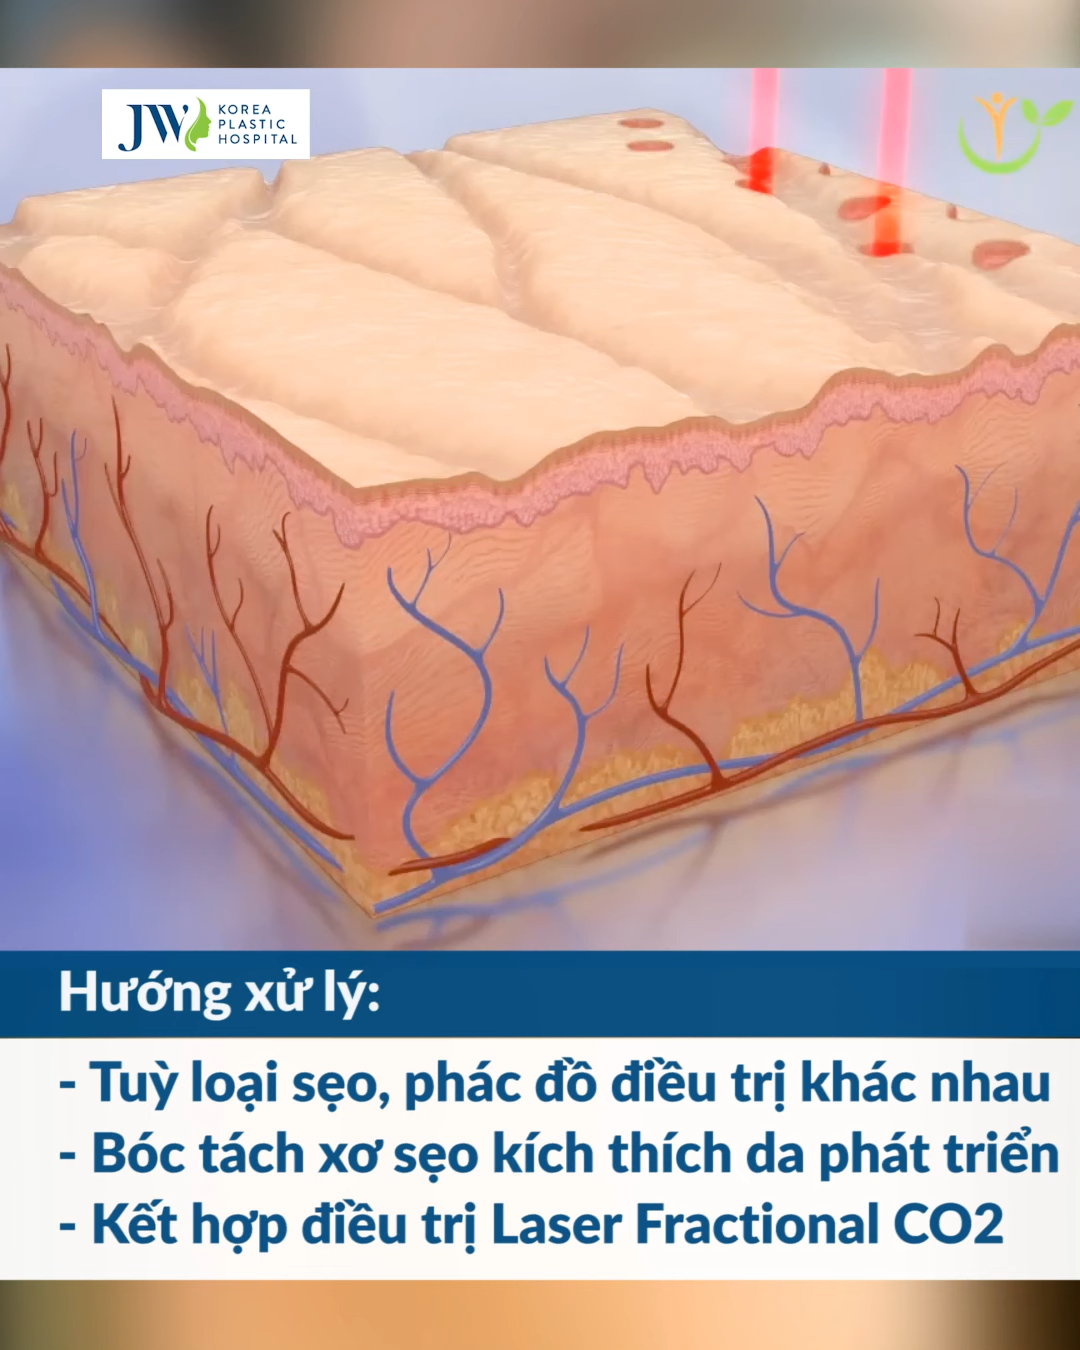 JW KOREA
PLASTIC
HOSPITAL
Hướng xử lý:
- Tuỳ loại sẹo, phác đồ điều trị khác nhau
- Bóc tách xơ sẹo kích thích da phát triển
- Kết hợp điều trị Laser Fractional CO2